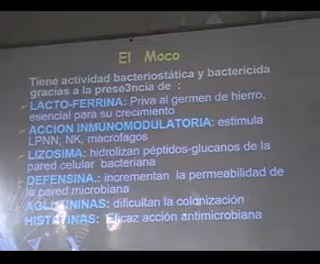 El Moco
Tiene actividad bacteriostática y bactericida
gracias a la prese3ncia de :
LACTO-FERRINA: Priva al germen de hierro,
esencial para su crecimiento
ACCION INMUNOMODULATORIA: estimula
LPNN, NK, macrofagos
LIZOSIMA: hidrolizan péptidos-glucanos de la
pared celular bacteriana
DEFENSINA.: incrementan la permeabilidad de
la pared microbiana
AGLUTININAS: dificultan la colonización
HISTATINAS: Eficaz acción antimicrobiana